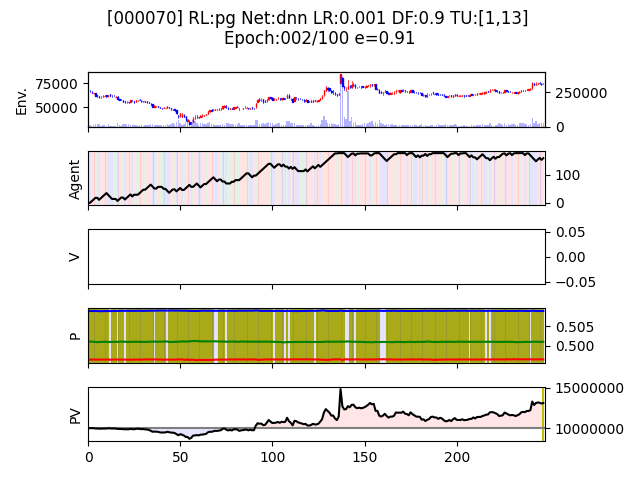 [000070] RL:pg Net:dnn LR:0.001 DF:0.9 TU:[1,13]
Epoch:002/100 e=0.91
Env.
75000
50000
250000
0
Agent
100
0
V
0.05
0.00
−0.05
P
0.505
0.500
PV
15000000
10000000
0
50
100
150
200